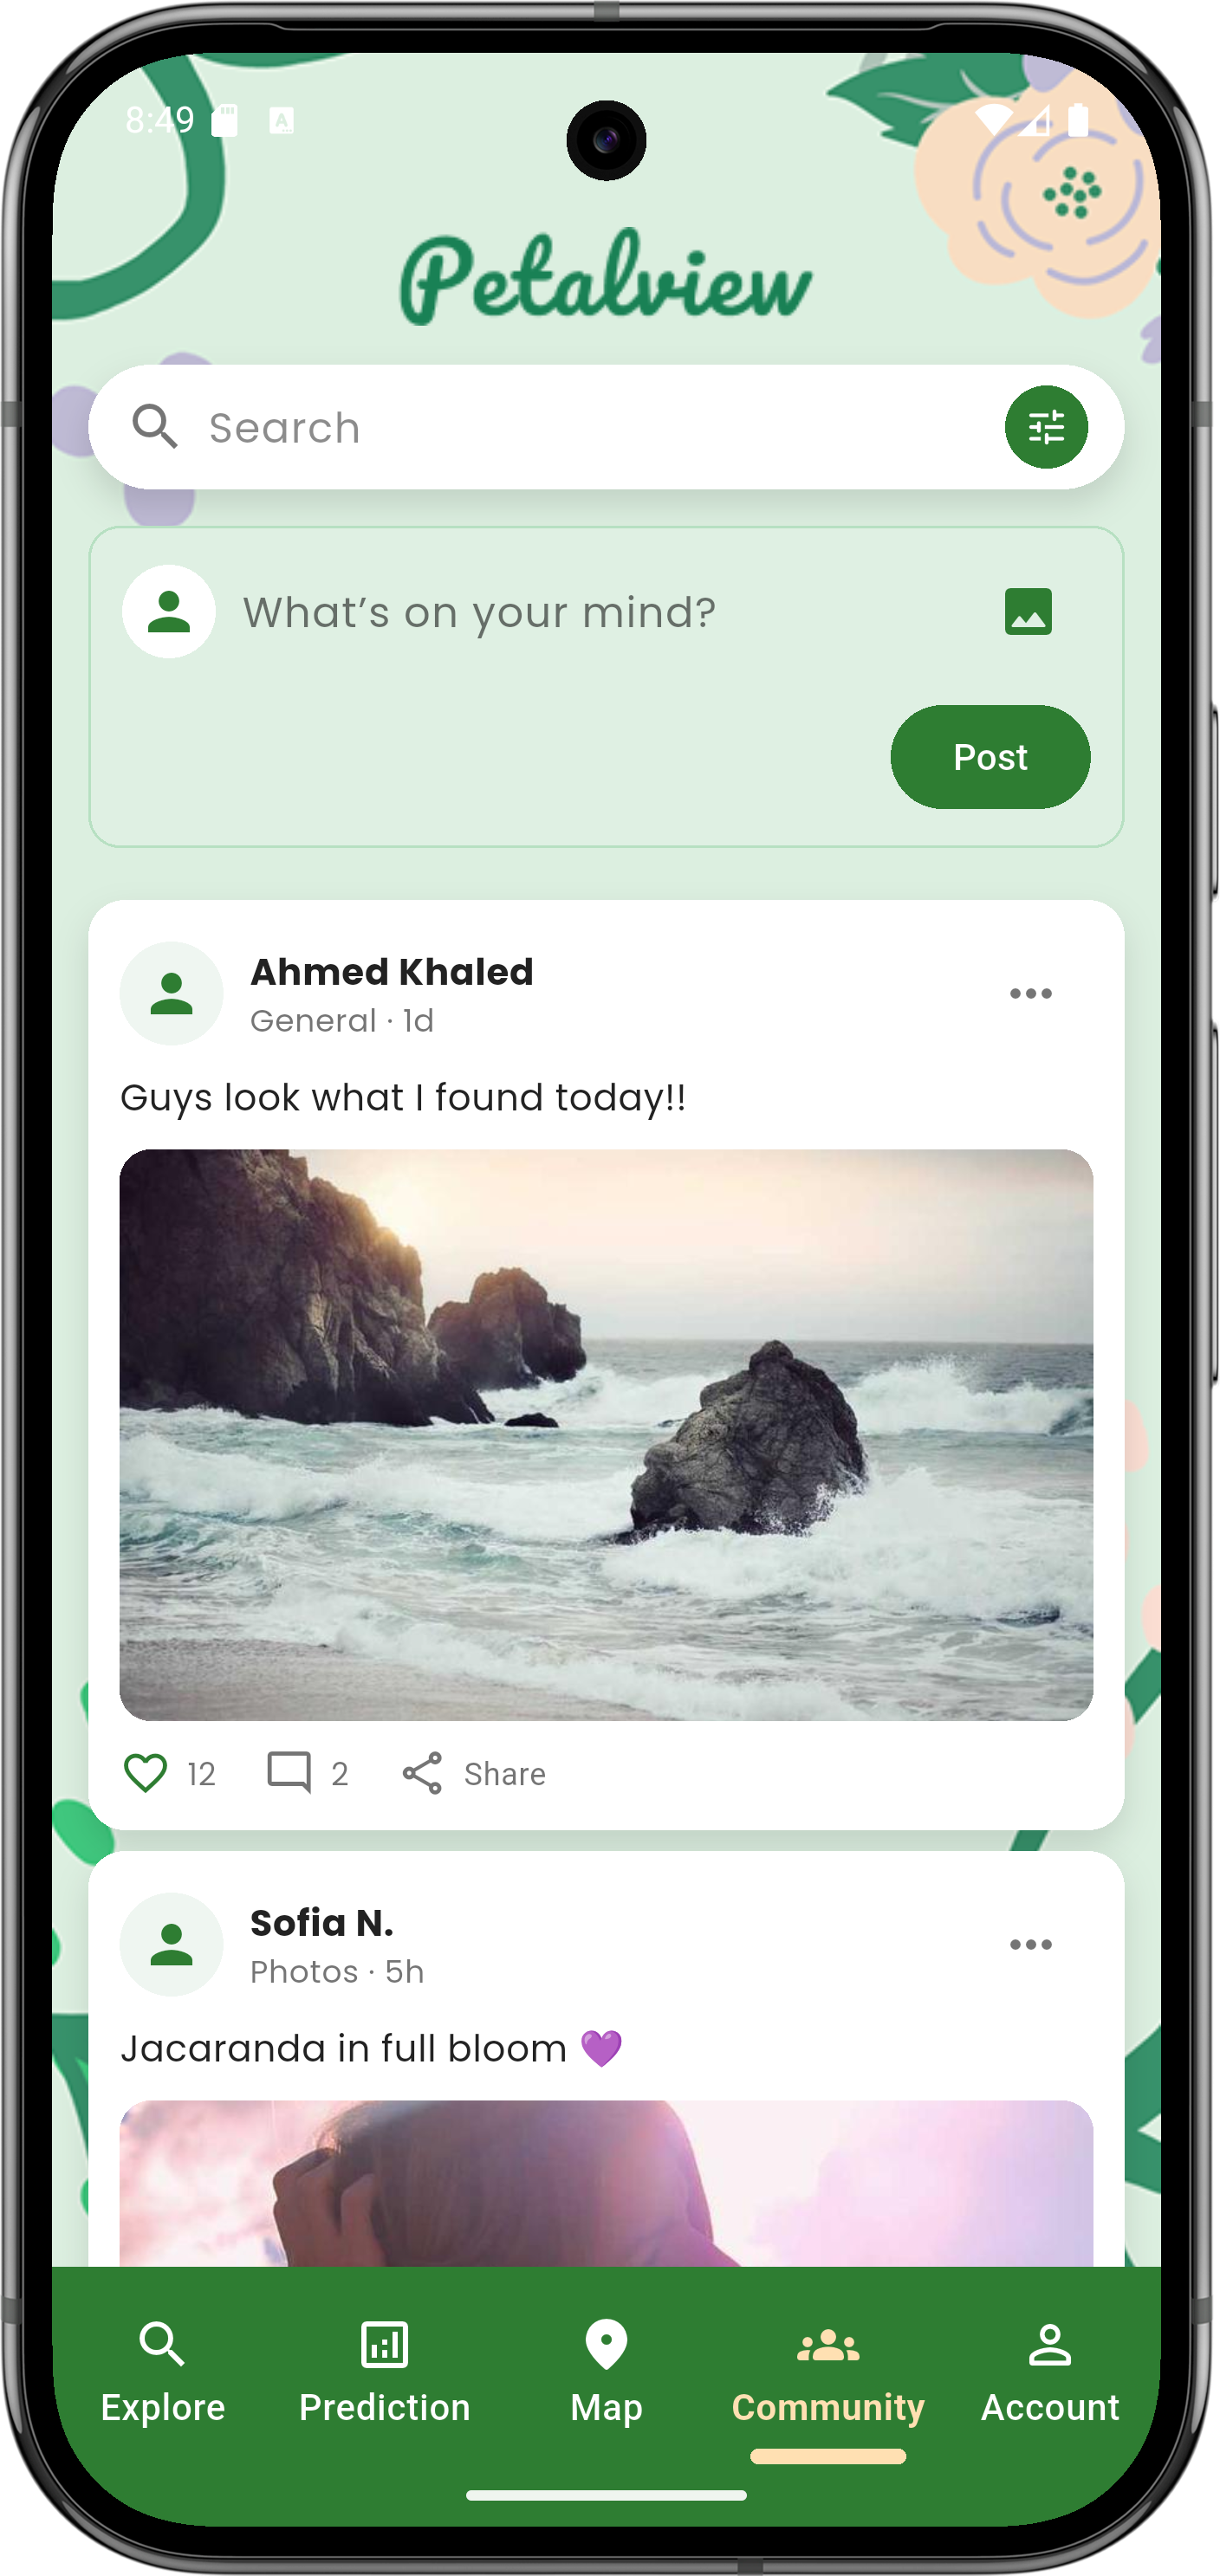 8:49
Petalview
Search
What's on your mind?
Post
Ahmed Khaled
General · 1d
Guys look what I found today!!
12 2 Share
Sofia N.
Photos · 5h
Jacaranda in full bloom 💜
Explore Prediction Map Community Account